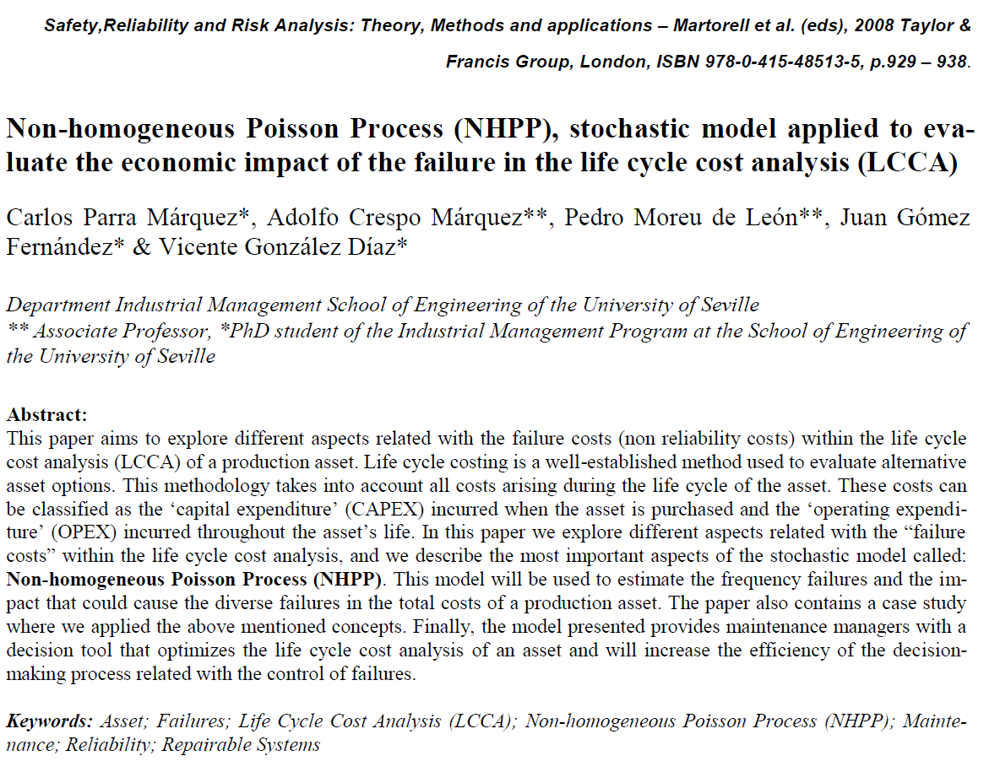 Safety,Reliability and Risk Analysis: Theory, Methods and applications – Martorell et al. (eds), 2008 Taylor &
Francis Group, London, ISBN 978-0-415-48513-5, p.929 – 938.
Non-homogeneous Poisson Process (NHPP), stochastic model applied to eva-
luate the economic impact of the failure in the life cycle cost analysis (LCCA)
Carlos Parra Márquez*, Adolfo Crespo Márquez**, Pedro Moreu de León**, Juan Gómez
Fernández* & Vicente González Díaz*
Department Industrial Management School of Engineering of the University of Seville
** Associate Professor, *PhD student of the Industrial Management Program at the School of Engineering of
the University of Seville
Abstract:
This paper aims to explore different aspects related with the failure costs (non reliability costs) within the life cycle
cost analysis (LCCA) of a production asset. Life cycle costing is a well-established method used to evaluate alternative
asset options. This methodology takes into account all costs arising during the life cycle of the asset. These costs can
be classified as the ‘capital expenditure’ (CAPEX) incurred when the asset is purchased and the ‘operating expendi-
ture’ (OPEX) incurred throughout the asset’s life. In this paper we explore different aspects related with the “failure
costs” within the life cycle cost analysis, and we describe the most important aspects of the stochastic model called:
Non-homogeneous Poisson Process (NHPP). This model will be used to estimate the frequency failures and the im-
pact that could cause the diverse failures in the total costs of a production asset. The paper also contains a case study
where we applied the above mentioned concepts. Finally, the model presented provides maintenance managers with a
decision tool that optimizes the life cycle cost analysis of an asset and will increase the efficiency of the decision-
making process related with the control of failures.
Keywords: Asset; Failures; Life Cycle Cost Analysis (LCCA); Non-homogeneous Poisson Process (NHPP); Mainte-
nance; Reliability; Repairable Systems